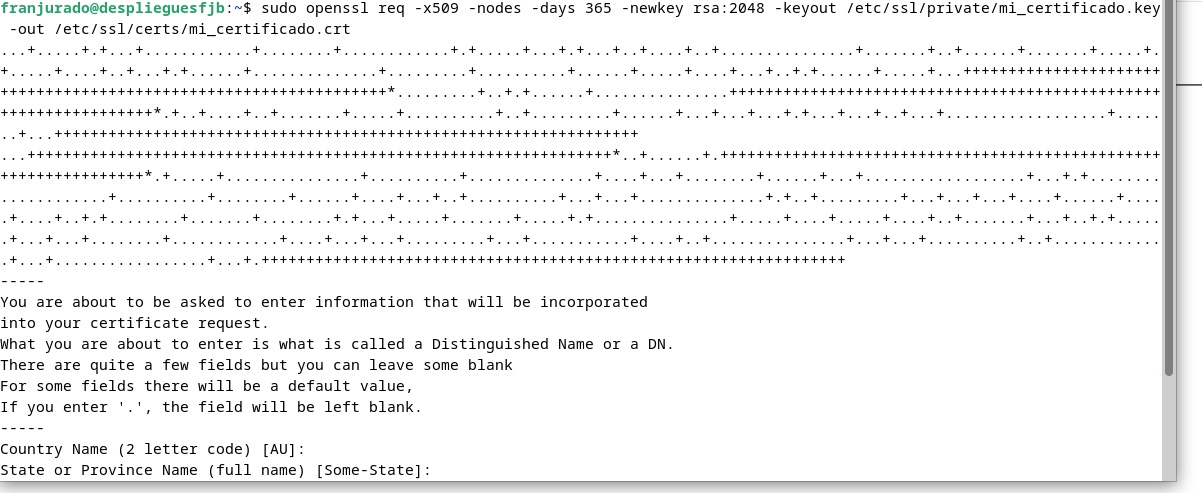 franjurado@desplieguesfjb:~$ sudo openssl req -x509 -nodes -days 365 -newkey rsa:2048 -keyout /etc/ssl/private/mi_certificado.key
-out /etc/ssl/certs/mi_certificado.crt
-----
You are about to be asked to enter information that will be incorporated
into your certificate request.
What you are about to enter is what is called a Distinguished Name or a DN.
There are quite a few fields but you can leave some blank
For some fields there will be a default value,
If you enter '.', the field will be left blank.
-----
Country Name (2 letter code) [AU]:
State or Province Name (full name) [Some-State]: